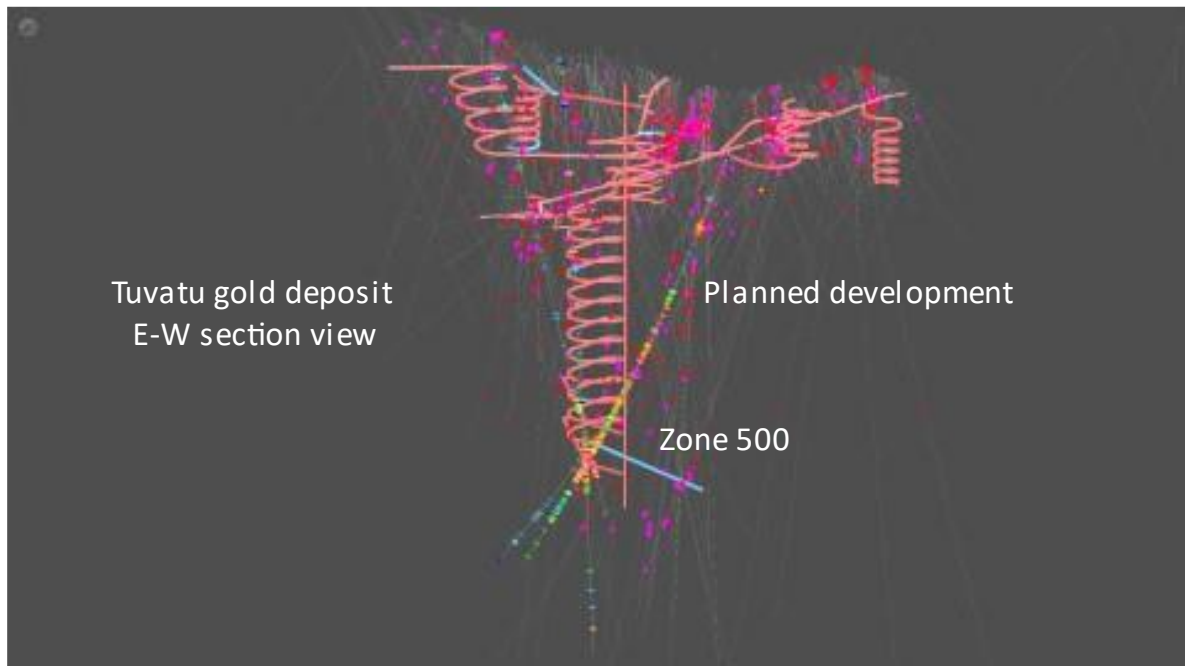 Tuvatu gold deposit
E-W section view
Planned development
Zone 500